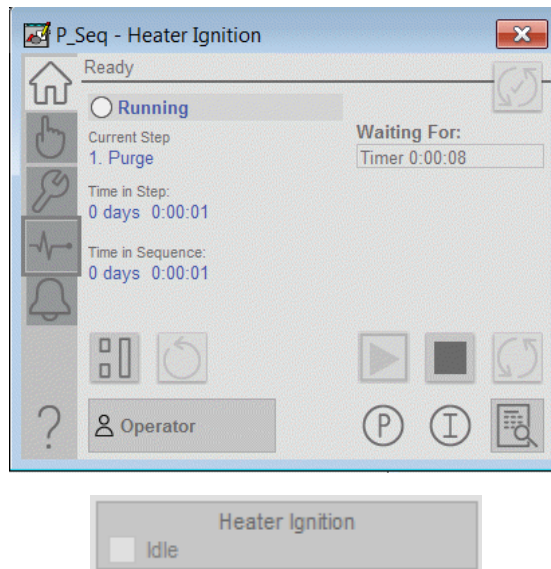 P_Seq - Heater Ignition
Ready
Running
Current Step
1. Purge
Waiting For:
Timer 0:00:08
Time in Step:
0 days 0:00:01
Time in Sequence:
0 days 0:00:01
?
Operator
P
I
Heater Ignition
Idle